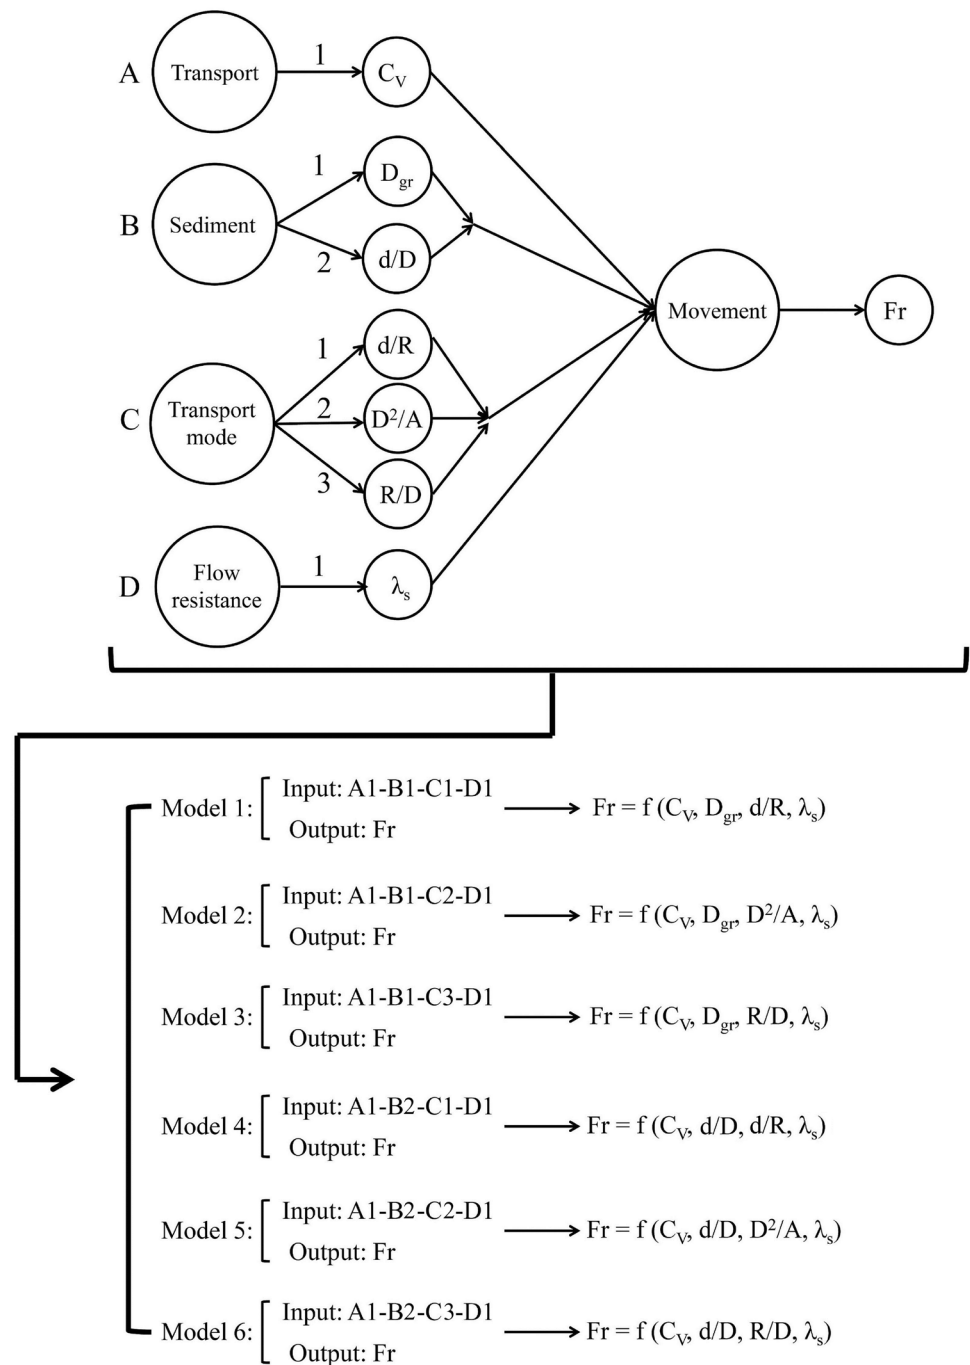 A
Transport
1
C_V
B
Sediment
1
D_gr
2
d/D
C
Transport
mode
1
d/R
2
D²/A
3
R/D
D
Flow
resistance
1
λ_s
Movement
Fr
Model 1:
Input: A1-B1-C1-D1
Output: Fr
Fr = f (C_V, D_gr, d/R, λ_s)
Model 2:
Input: A1-B1-C2-D1
Output: Fr
Fr = f (C_V, D_gr, D²/A, λ_s)
Model 3:
Input: A1-B1-C3-D1
Output: Fr
Fr = f (C_V, D_gr, R/D, λ_s)
Model 4:
Input: A1-B2-C1-D1
Output: Fr
Fr = f (C_V, d/D, d/R, λ_s)
Model 5:
Input: A1-B2-C2-D1
Output: Fr
Fr = f (C_V, d/D, D²/A, λ_s)
Model 6:
Input: A1-B2-C3-D1
Output: Fr
Fr = f (C_V, d/D, R/D, λ_s)